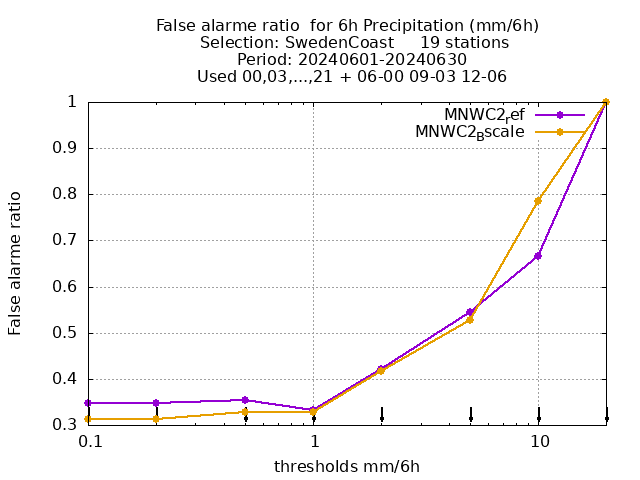 False alarme ratio  for 6h Precipitation (mm/6h)
Selection: SwedenCoast     19 stations
Period: 20240601-20240630
Used 00,03,...,21 + 06-00 09-03 12-06
MNWC2ref
MNWC2Bscale
1
0.9
0.8
0.7
0.6
0.5
0.4
0.3
False alarme ratio
0.1 1 10
thresholds mm/6h